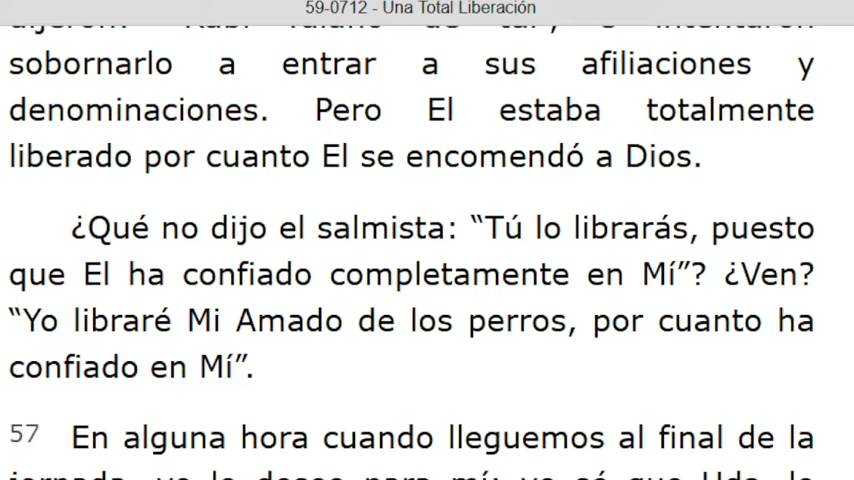 59-0712 - Una Total Liberación
sobornarlo a entrar a sus afiliaciones y
denominaciones. Pero El estaba totalmente
liberado por cuanto El se encomendó a Dios.
¿Qué no dijo el salmista: “Tú lo librarás, puesto
que El ha confiado completamente en Mí”? ¿Ven?
“Yo libraré Mi Amado de los perros, por cuanto ha
confiado en Mí”.
57 En alguna hora cuando lleguemos al final de la